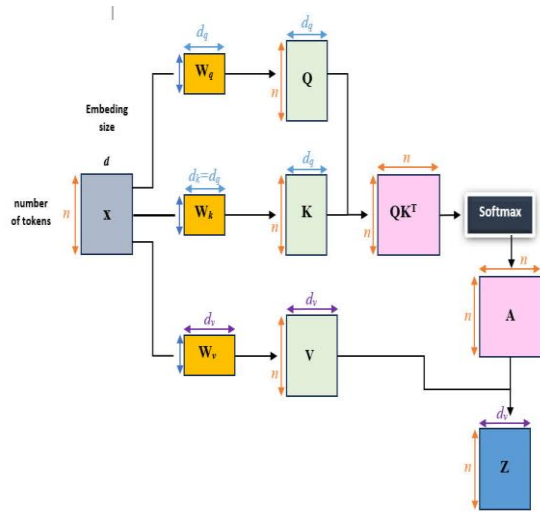 d_q
d_q
W_q
n
Q
Embeding
size
d
d_k=d_q
d_q
n
number
of tokens
n
X
W_k
n
K
n
QK^T
Softmax
n
d_v
d_v
n
A
W_v
n
V
d_v
n
Z